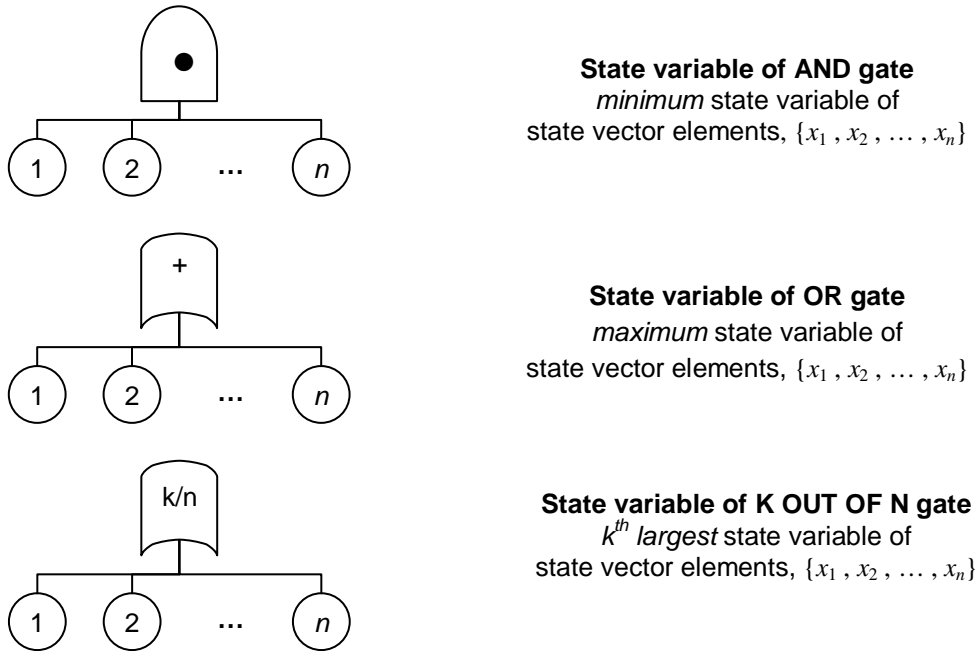 State variable of AND gate
minimum state variable of
state vector elements, {x₁ , x₂ , … , xₙ}
1 2 ... n
+
State variable of OR gate
maximum state variable of
state vector elements, {x₁ , x₂ , … , xₙ}
1 2 ... n
k/n
State variable of K OUT OF N gate
kᵗʰ largest state variable of
state vector elements, {x₁ , x₂ , … , xₙ}
1 2 ... n